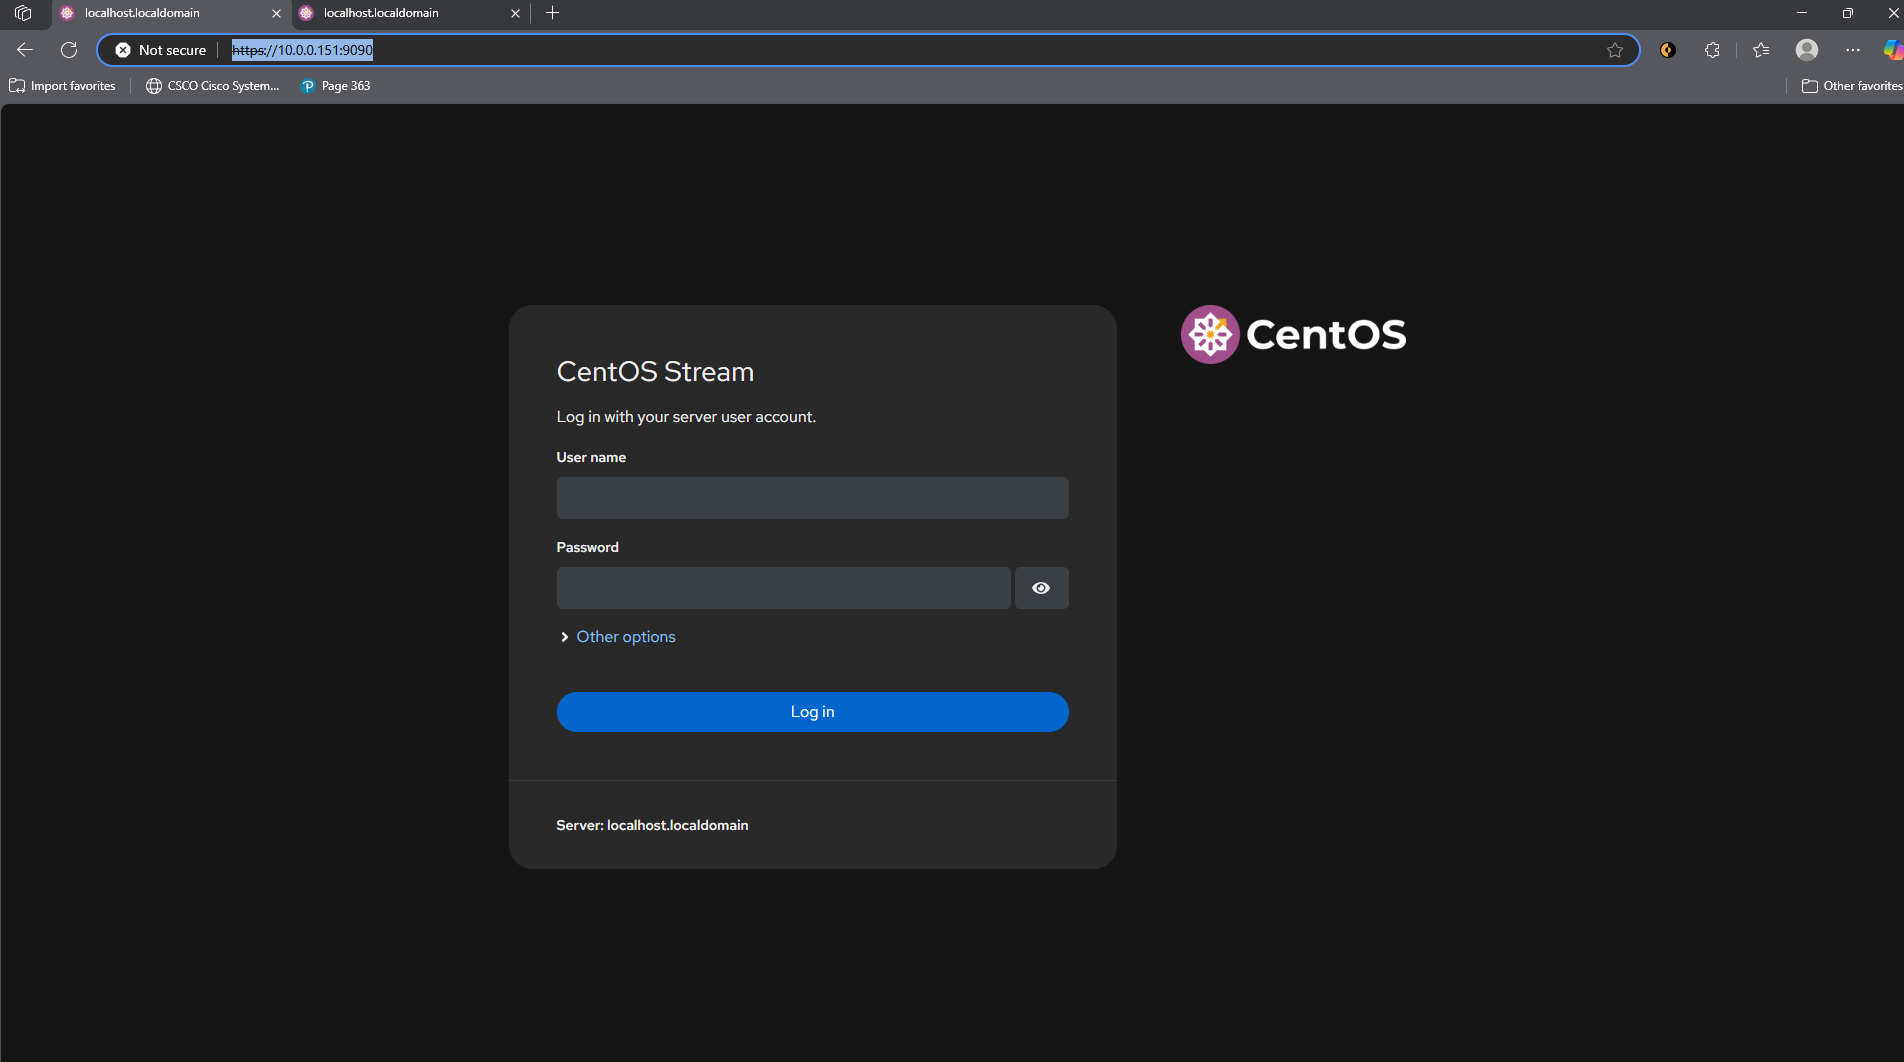 localhost.localdomain
localhost.localdomain
Not secure
https://10.0.0.151:9090
Import favorites
CSCO Cisco System...
Page 363
Other favorites
CentOS
CentOS Stream
Log in with your server user account.
User name
Password
Other options
Log in
Server: localhost.localdomain